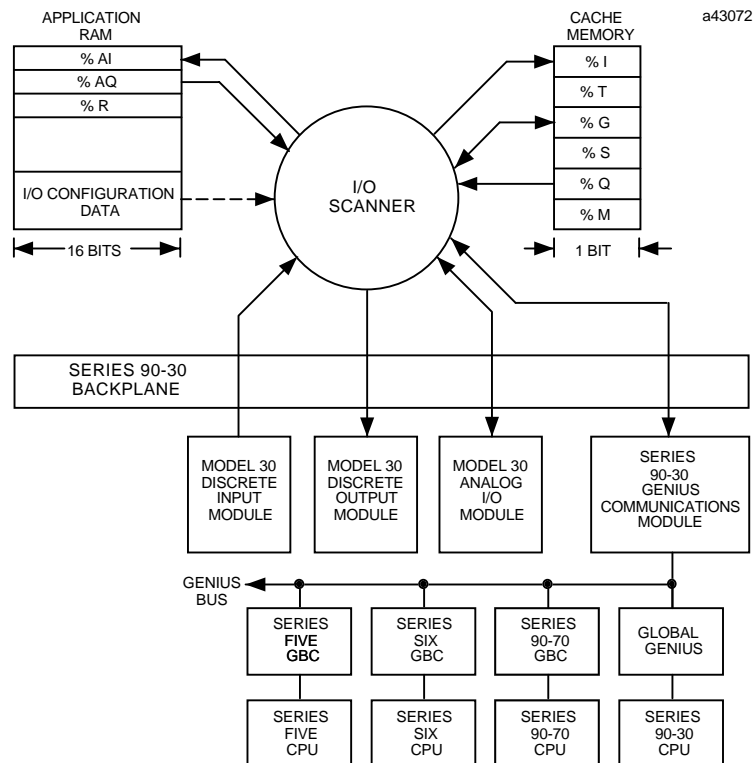 APPLICATION
RAM
% AI
% AQ
% R
I/O CONFIGURATION
DATA
16 BITS
I/O
SCANNER
CACHE
MEMORY
a43072
% I
% T
% G
% S
% Q
% M
1 BIT
SERIES 90-30
BACKPLANE
MODEL 30
DISCRETE
INPUT
MODULE
MODEL 30
DISCRETE
OUTPUT
MODULE
MODEL 30
ANALOG
I/O
MODULE
SERIES
90-30
GENIUS
COMMUNICATIONS
MODULE
GENIUS
BUS
SERIES
FIVE
GBC
SERIES
SIX
GBC
SERIES
90-70
GBC
GLOBAL
GENIUS
SERIES
FIVE
CPU
SERIES
SIX
CPU
SERIES
90-70
CPU
SERIES
90-30
CPU